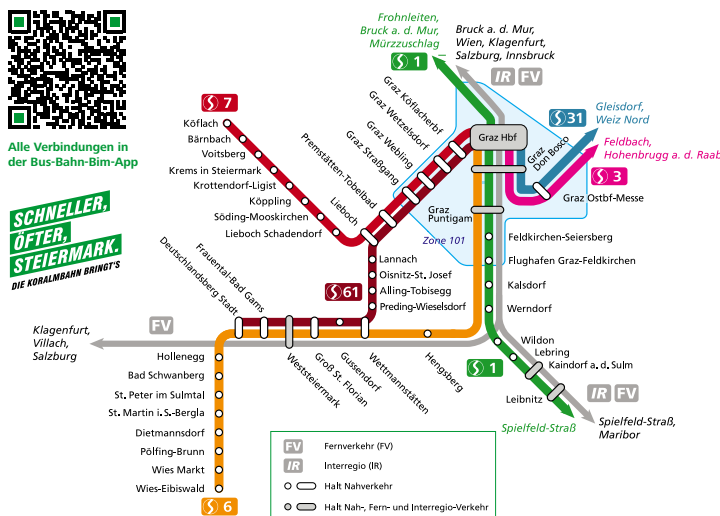 Alle Verbindungen in
der Bus-Bahn-Bim-App
SCHNELLER,
ÖFTER,
STEIERMARK.
DIE KORALMBAHN BRINGT'S
Frohnleiten,
Bruck a. d. Mur,
Mürzzuschlag
S 1
Bruck a. d. Mur,
Wien, Klagenfurt,
Salzburg, Innsbruck
IR FV
S 7
Köflach
Bärnbach
Voitsberg
Krems in Steiermark
Krottendorf-Ligist
Köppling
Söding-Mooskirchen
Lieboch Schadendorf
Lieboch
Premstätten-Tobelbad
Graz Straßgang
Graz Webling
Graz Wetzelsdorf
Graz Köflacherbf
Graz Hbf
S 31
Gleisdorf,
Weiz Nord
Feldbach,
Hohenbrugg a. d. Raab
S 3
Graz
Don Bosco
Graz Ostbf-Messe
Graz
Puntigam
Zone 101
Feldkirchen-Seiersberg
Flughafen Graz-Feldkirchen
Kalsdorf
Werndorf
Wildon
Lebring
Kaindorf a. d. Sulm
Leibnitz
S 1
IR FV
Spielfeld-Straß
Spielfeld-Straß,
Maribor
Lannach
Oisnitz-St. Josef
Alling-Tobisegg
Preding-Wieselsdorf
S 61
Deutschlandsberg Stadt
Frauental-Bad Gams
Weststeiermark
Groß St. Florian
Gussendorf
Wettmannstätten
Hengsberg
Klagenfurt,
Villach,
Salzburg
FV
Hollenegg
Bad Schwanberg
St. Peter im Sulmtal
St. Martin i. S.-Bergla
Dietmannsdorf
Pölfing-Brunn
Wies Markt
Wies-Eibiswald
S 6
FV Fernverkehr (FV)
IR Interregio (IR)
Halt Nahverkehr
Halt Nah-, Fern- und Interregio-Verkehr